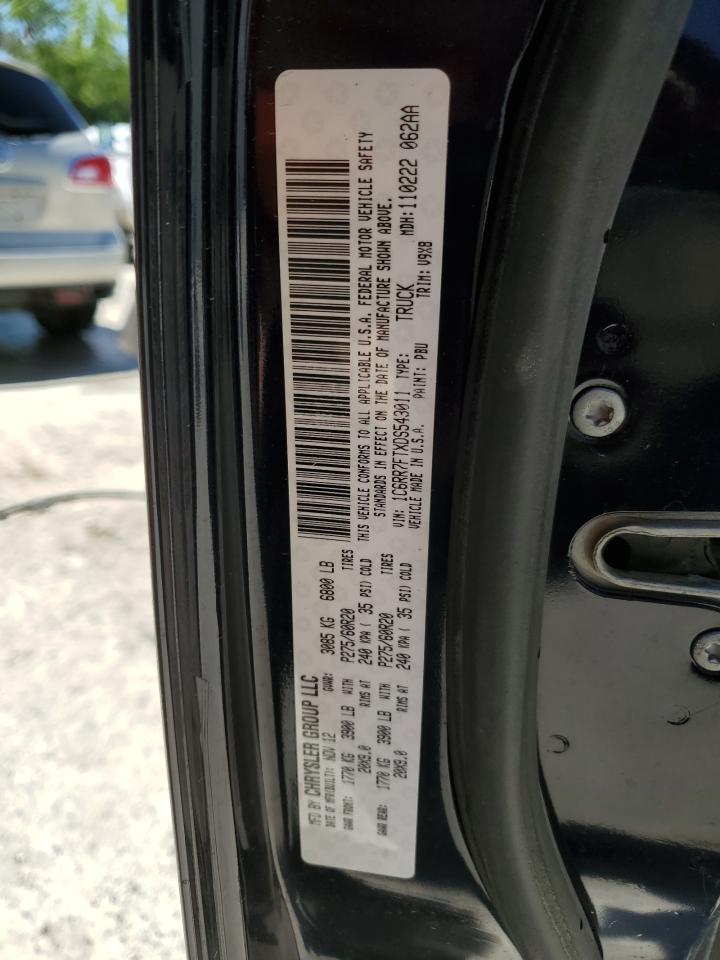 MFD BY CHRYSLER GROUP LLC
DATE OF MFR(BUILT): NOV 12 GVWR: 3085 KG 6800 LB
GAWR FRONT: 1770 KG 3900 LB WITH P275/60R20 TIRES
20X9.0 RIMS AT 240 KPA ( 35 PSI) COLD
GAWR REAR: 1770 KG 3900 LB WITH P275/60R20 TIRES
20X9.0 RIMS AT 240 KPA ( 35 PSI) COLD
THIS VEHICLE CONFORMS TO ALL APPLICABLE U.S.A. FEDERAL MOTOR VEHICLE SAFETY
STANDARDS IN EFFECT ON THE DATE OF MANUFACTURE SHOWN ABOVE.
VIN: 1C6RR7FTXDS543011 TYPE: TRUCK MDH: 110222 062AA
VEHICLE MADE IN U.S.A. PAINT: PBU TRIM: V9X8